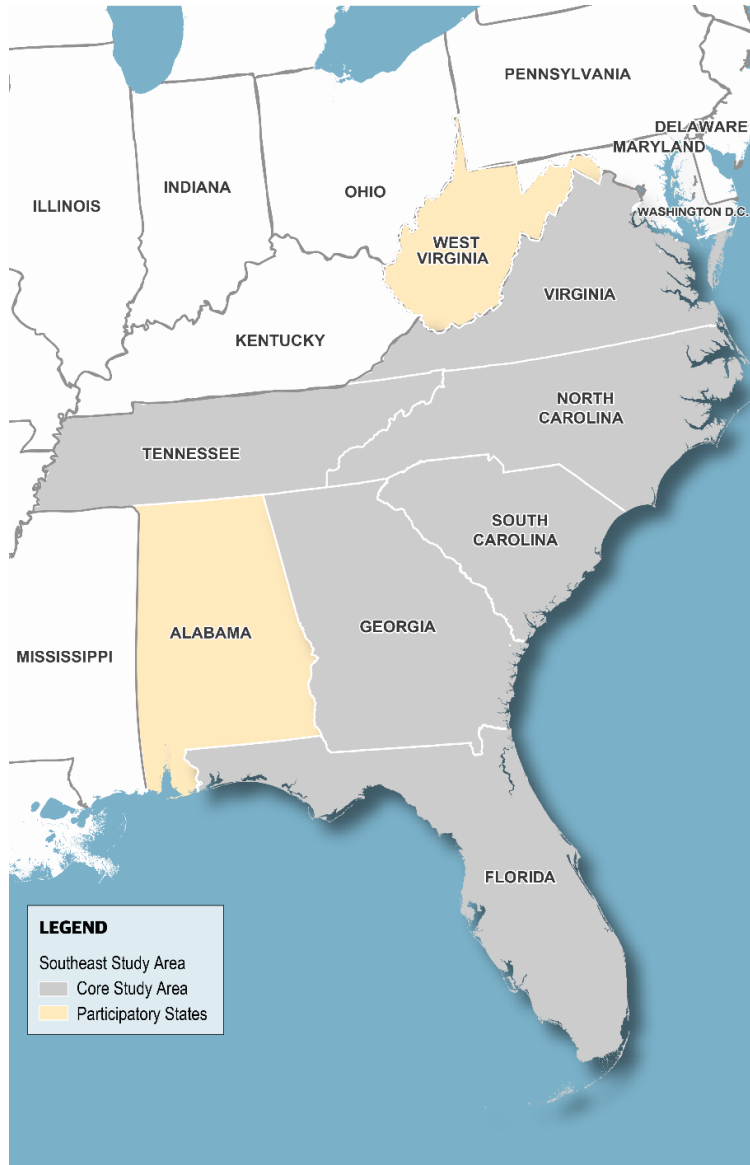 PENNSYLVANIA
DELAWARE
MARYLAND
INDIANA
OHIO
ILLINOIS
WASHINGTON D.C.
WEST
VIRGINIA
VIRGINIA
KENTUCKY
NORTH
CAROLINA
TENNESSEE
SOUTH
CAROLINA
GEORGIA
ALABAMA
MISSISSIPPI
FLORIDA
LEGEND
Southeast Study Area
Core Study Area
Participatory States